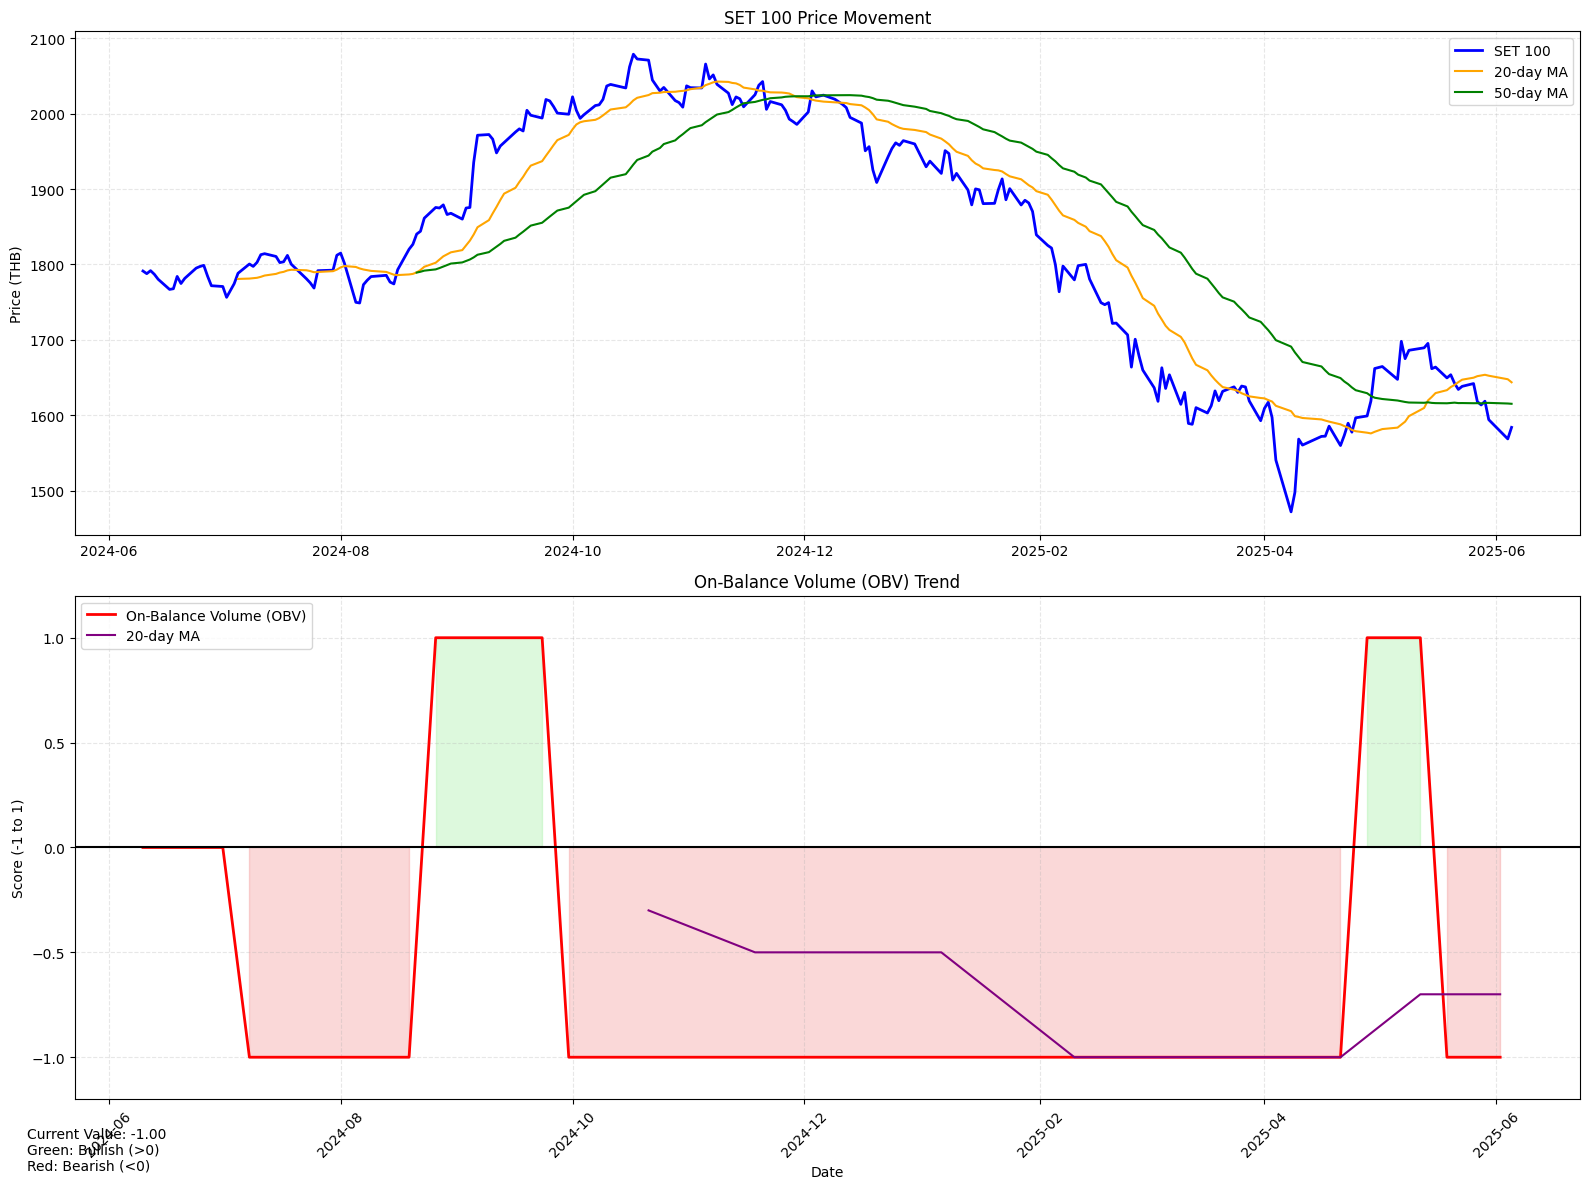 SET 100 Price Movement
Price (THB)
2100
2000
1900
1800
1700
1600
1500
SET 100
20-day MA
50-day MA
2024-06
2024-08
2024-10
2024-12
2025-02
2025-04
2025-06
On-Balance Volume (OBV) Trend
Score (-1 to 1)
1.0
0.5
0.0
−0.5
−1.0
On-Balance Volume (OBV)
20-day MA
2024-06
2024-08
2024-10
2024-12
2025-02
2025-04
2025-06
Date
Current Value: -1.00
Green: Bullish (>0)
Red: Bearish (<0)